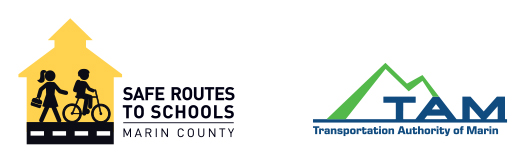 SAFE ROUTES
TO SCHOOLS
MARIN COUNTY
TAM
Transportation Authority of Marin